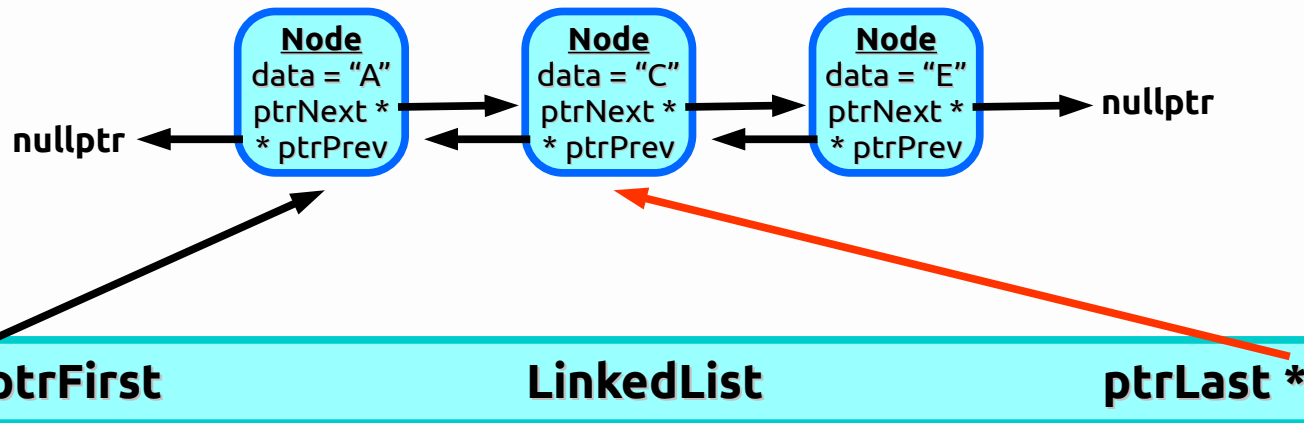 Node
data = “A”
ptrNext *
* ptrPrev
Node
data = “C”
ptrNext *
* ptrPrev
Node
data = “E”
ptrNext *
* ptrPrev
nullptr
nullptr
ptrFirst
LinkedList
ptrLast *